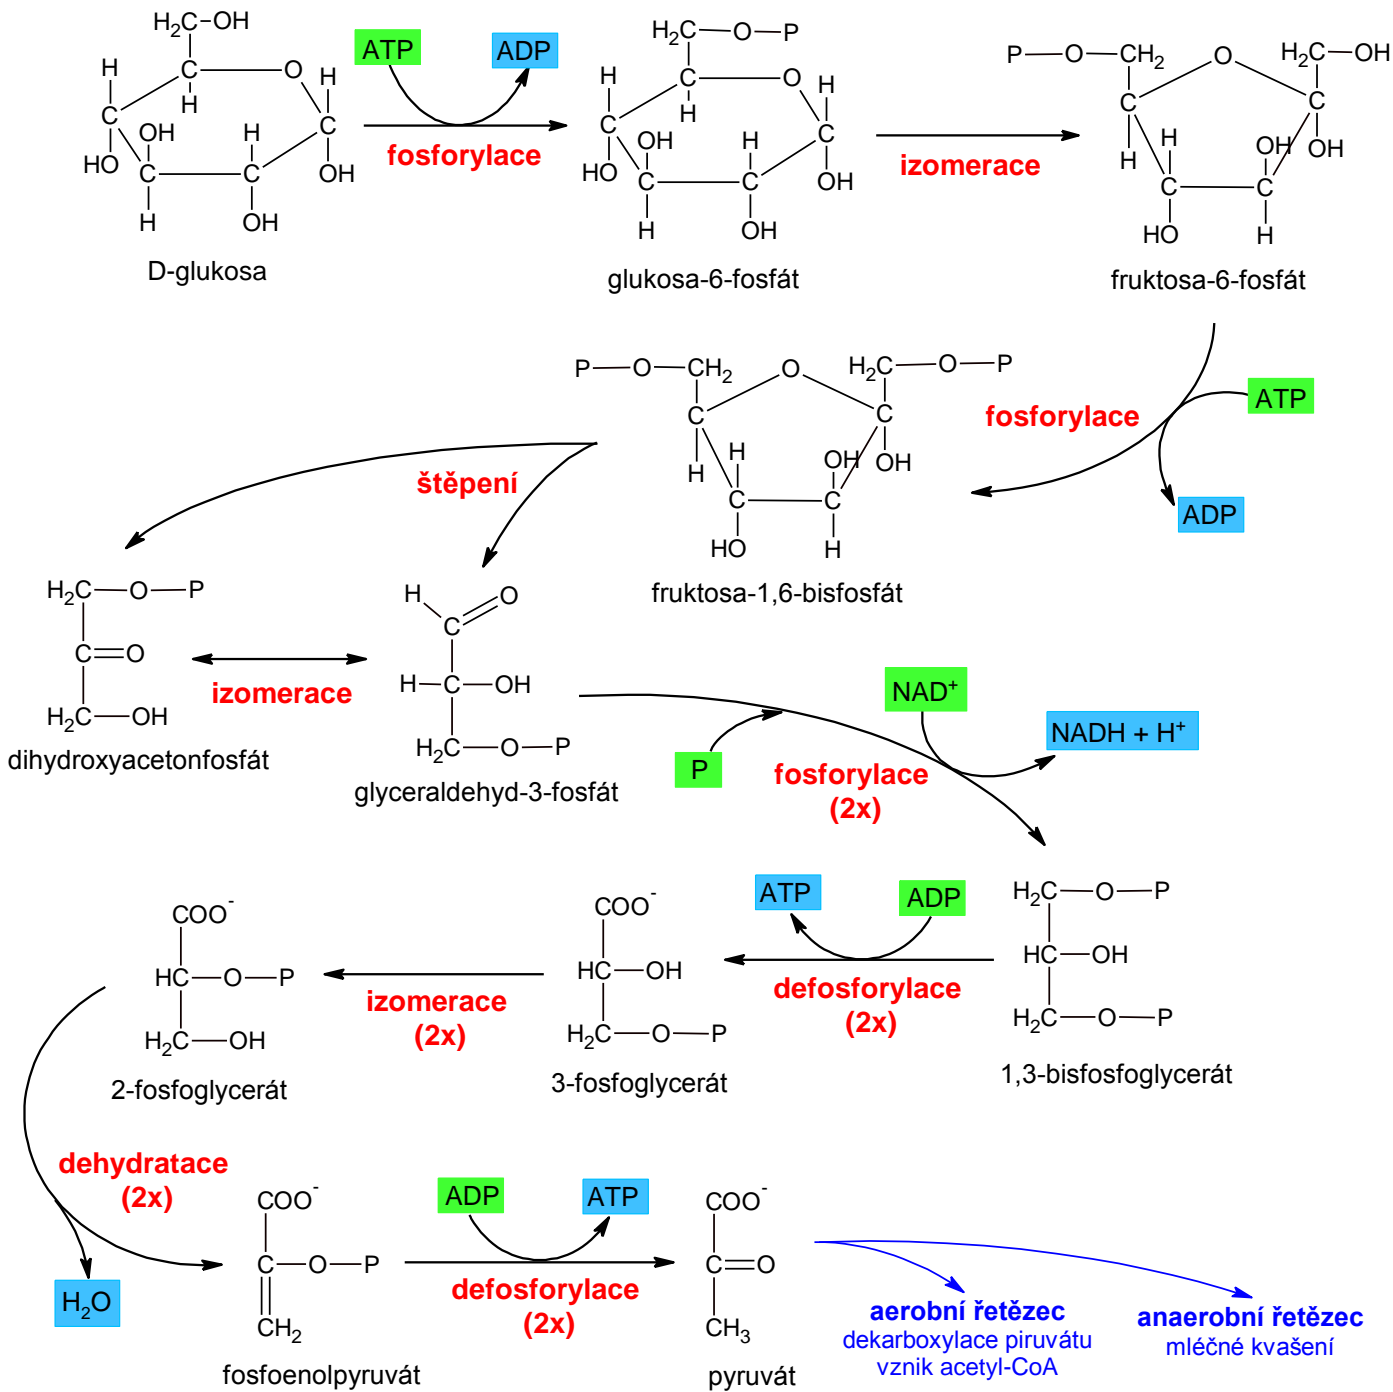 H2C-OH
H
C
O
H
H
C
OH
H
C
HO
C
C
OH
H
OH
D-glukosa
ATP
ADP
fosforylace
H2C-O-P
H
C
O
H
H
C
OH
H
C
HO
C
C
OH
H
OH
glukosa-6-fosfát
izomerace
P-O-CH2
O
H2C-OH
C
C
H
H
OH
OH
C
C
HO
H
fruktosa-6-fosfát
fosforylace
ATP
ADP
P-O-CH2
O
H2C-O-P
C
C
H
H
OH
OH
C
C
HO
H
fruktosa-1,6-bisfosfát
štěpení
H2C-O-P
C=O
H2C-OH
dihydroxyacetonfosfát
izomerace
H
O
C
H-C-OH
H2C-O-P
glyceraldehyd-3-fosfát
P
NAD+
NADH + H+
fosforylace
(2x)
H2C-O-P
HC-OH
H2C-O-P
1,3-bisfosfoglycerát
ATP
ADP
defosforylace
(2x)
COO-
HC-OH
H2C-O-P
3-fosfoglycerát
izomerace
(2x)
COO-
HC-O-P
H2C-OH
2-fosfoglycerát
dehydratace
(2x)
H2O
COO-
C-O-P
CH2
fosfoenolpyruvát
ADP
ATP
defosforylace
(2x)
COO-
C=O
CH3
pyruvát
aerobní řetězec
dekarboxylace piruvátu
vznik acetyl-CoA
anaerobní řetězec
mléčné kvašení